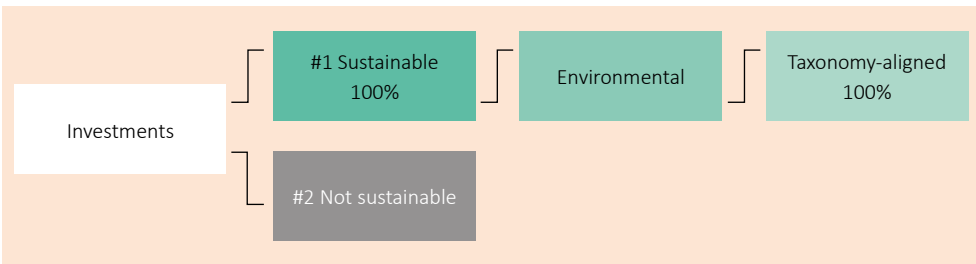 #1 Sustainable
100%
Environmental
Taxonomy-aligned
100%
Investments
#2 Not sustainable